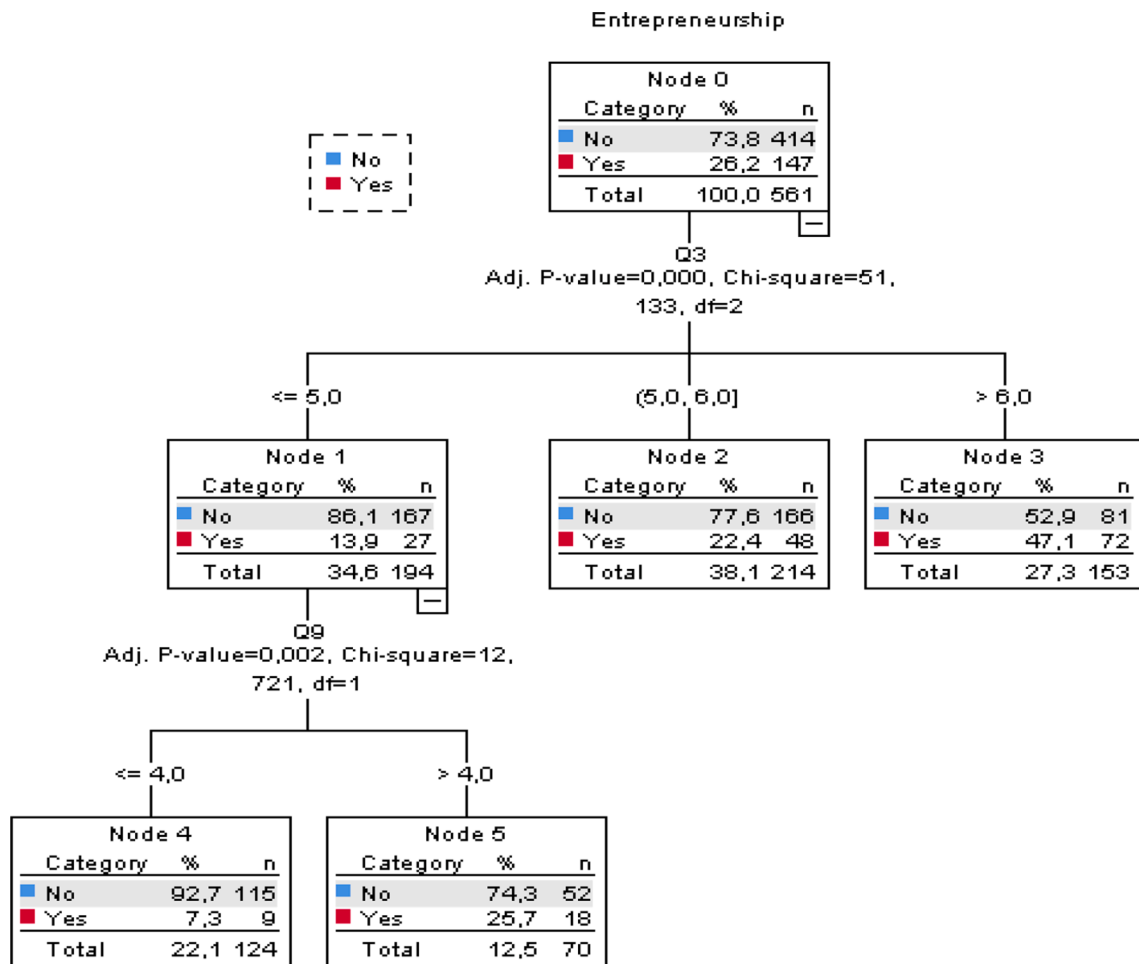 Entrepreneurship
Node 0
Category % n
No 73,8 414
Yes 26,2 147
Total 100,0 561
No
Yes
Q3
Adj. P-value=0,000, Chi-square=51,
133, df=2
<= 5,0
(5,0, 6,0]
> 6,0
Node 1
Category % n
No 86,1 167
Yes 13,9 27
Total 34,6 194
Node 2
Category % n
No 77,6 166
Yes 22,4 48
Total 38,1 214
Node 3
Category % n
No 52,9 81
Yes 47,1 72
Total 27,3 153
Q9
Adj. P-value=0,002, Chi-square=12,
721, df=1
<= 4,0
> 4,0
Node 4
Category % n
No 92,7 115
Yes 7,3 9
Total 22,1 124
Node 5
Category % n
No 74,3 52
Yes 25,7 18
Total 12,5 70